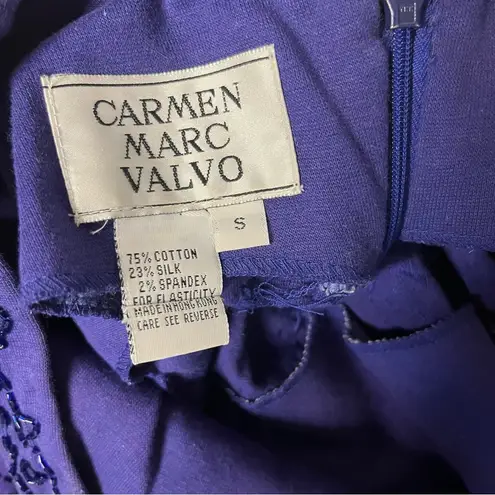 CARMEN
MARC
VALVO
S
75% COTTON
23% SILK
2% SPANDEX
FOR ELASTICITY
MADE IN HONG KONG
CARE SEE REVERSE